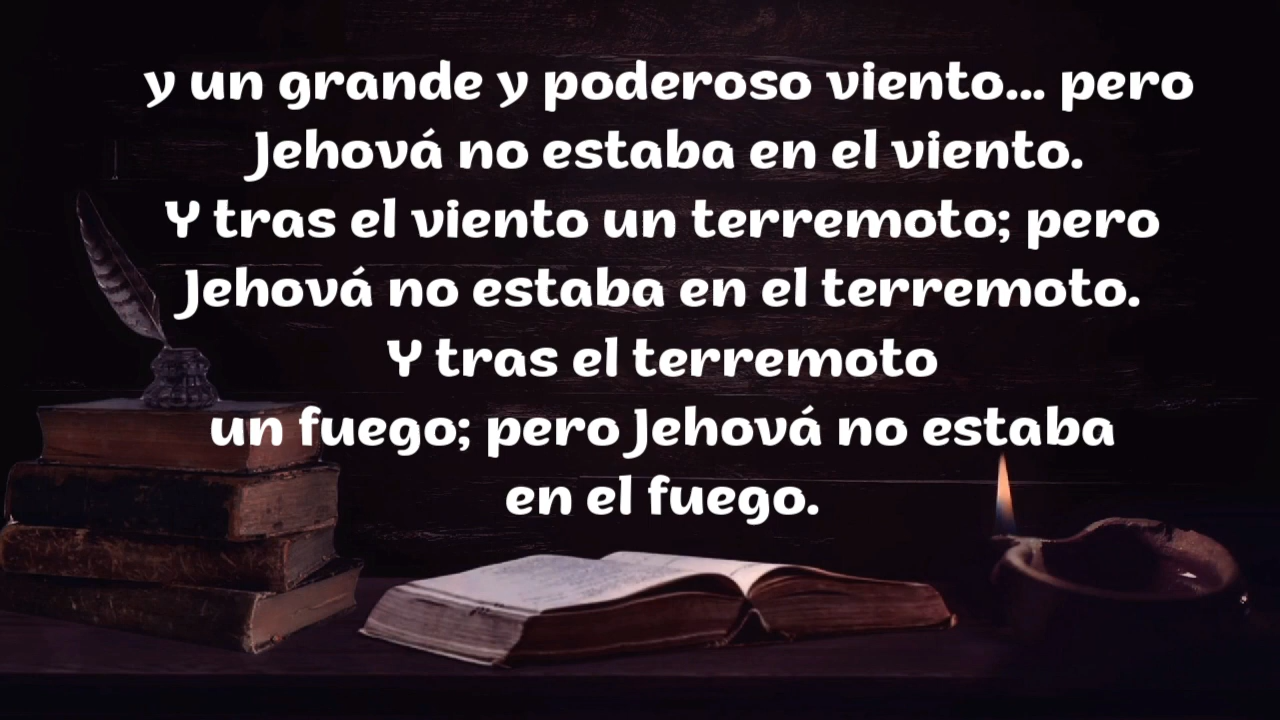 y un grande y poderoso viento... pero
Jehová no estaba en el viento.
Y tras el viento un terremoto; pero
Jehová no estaba en el terremoto.
Y tras el terremoto
un fuego; pero Jehová no estaba
en el fuego.